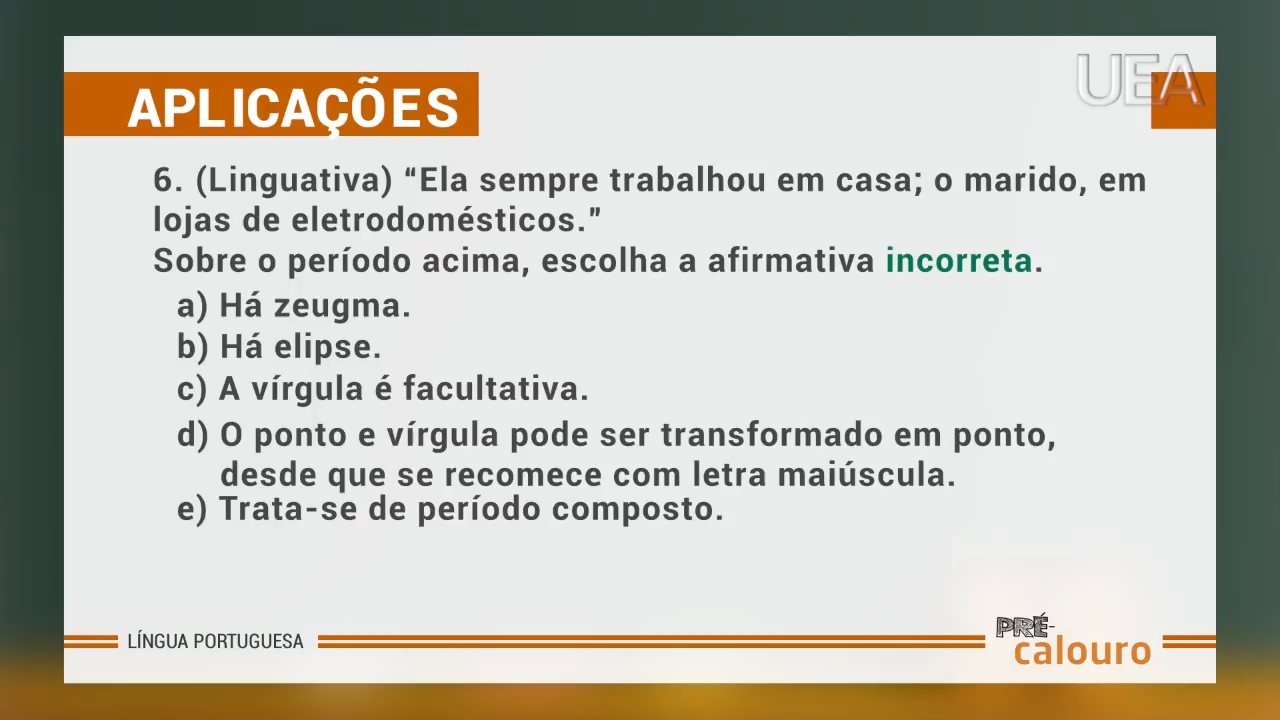 UEA
APLICAÇÕES
6. (Linguativa) “Ela sempre trabalhou em casa; o marido, em
lojas de eletrodomésticos.”
Sobre o período acima, escolha a afirmativa incorreta.
a) Há zeugma.
b) Há elipse.
c) A vírgula é facultativa.
d) O ponto e vírgula pode ser transformado em ponto,
desde que se recomece com letra maiúscula.
e) Trata-se de período composto.
LÍNGUA PORTUGUESA
PRÉ-
calouro